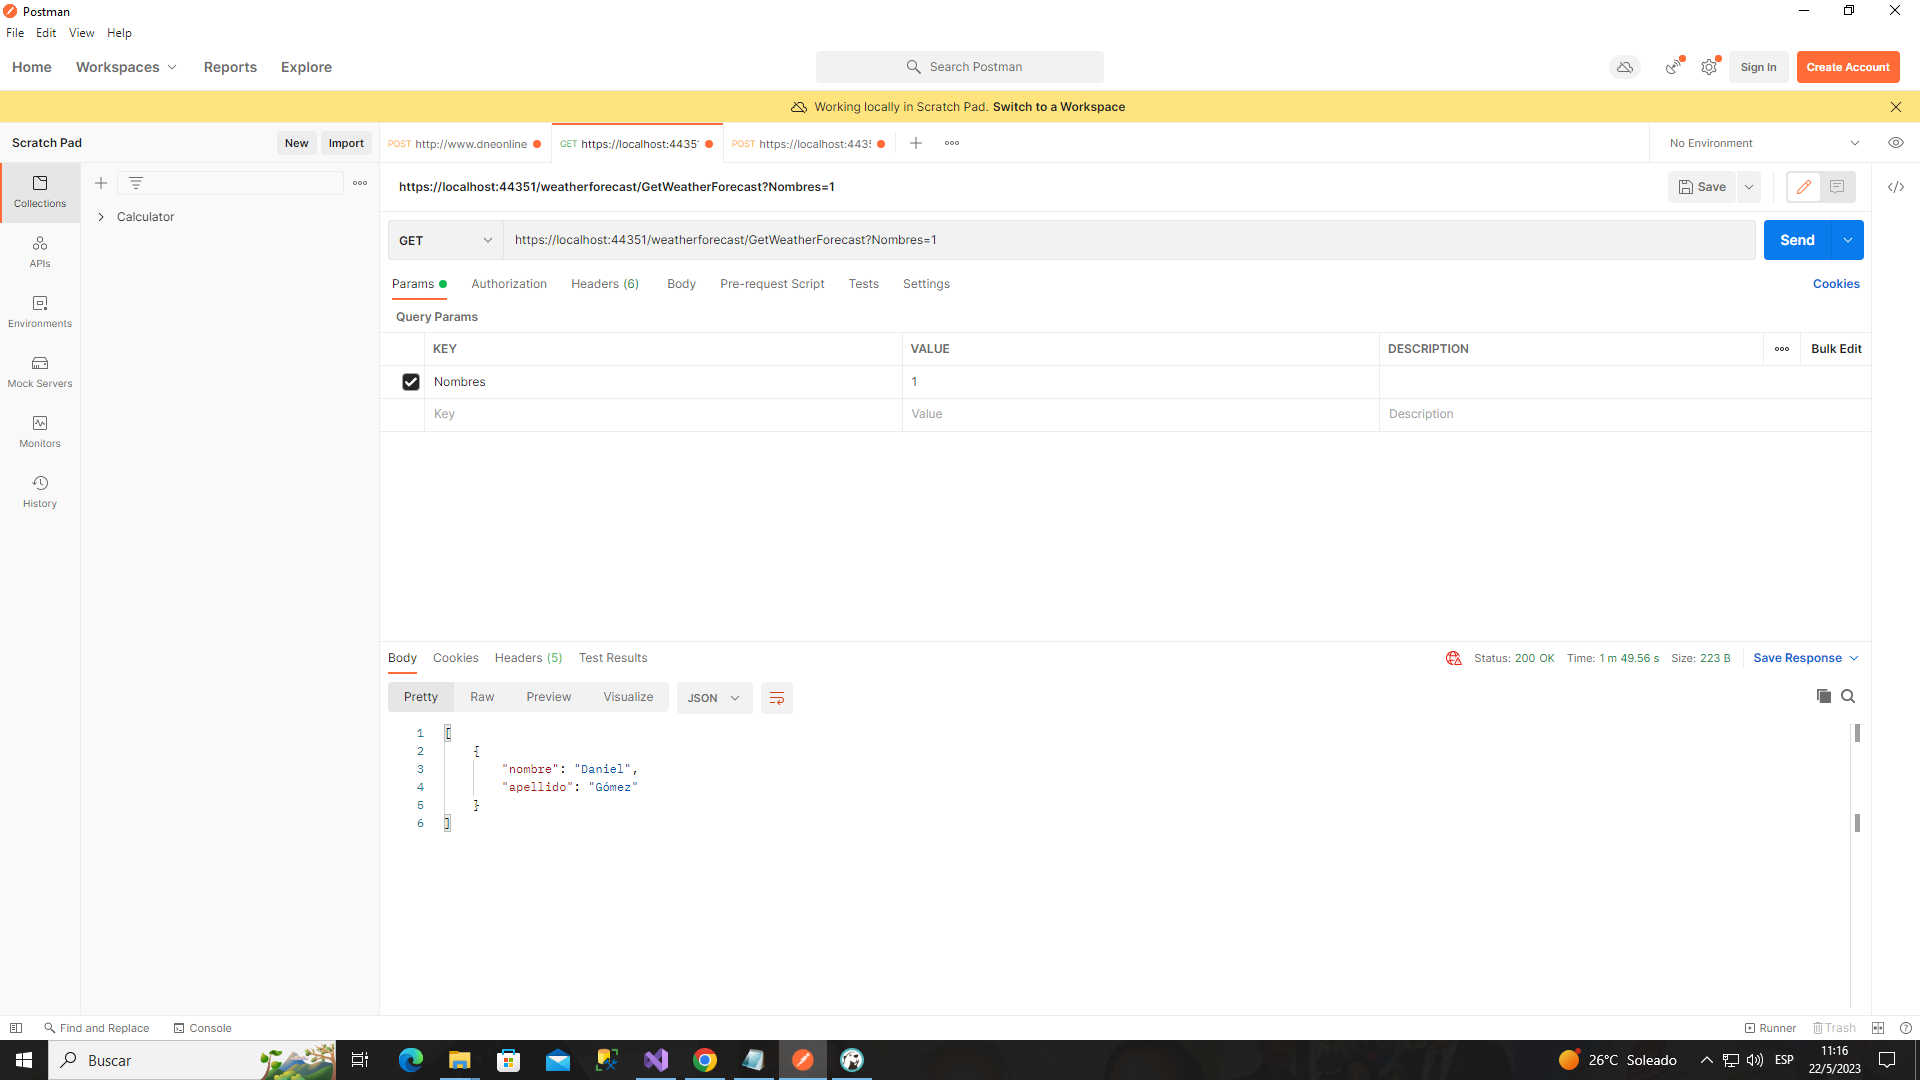 Postman
File Edit View Help
Home Workspaces Reports Explore
Search Postman
Sign In
Create Account
Working locally in Scratch Pad. Switch to a Workspace
Scratch Pad
New
Import
POST http://www.dneonline
GET https://localhost:4435
POST https://localhost:443
No Environment
Collections
Calculator
APIs
Environments
Mock Servers
Monitors
History
https://localhost:44351/weatherforecast/GetWeatherForecast?Nombres=1
Save
GET
https://localhost:44351/weatherforecast/GetWeatherForecast?Nombres=1
Send
Params Authorization Headers (6) Body Pre-request Script Tests Settings
Cookies
Query Params
KEY VALUE DESCRIPTION
Bulk Edit
Nombres 1
Key Value Description
Body Cookies Headers (5) Test Results
Status: 200 OK Time: 1 m 49.56 s Size: 223 B
Save Response
Pretty Raw Preview Visualize
JSON
1 [
2 {
3 "nombre": "Daniel",
4 "apellido": "Gómez"
5 }
6 ]
Find and Replace
Console
Runner
Trash
Buscar
26°C Soleado
ESP
11:16
22/5/2023